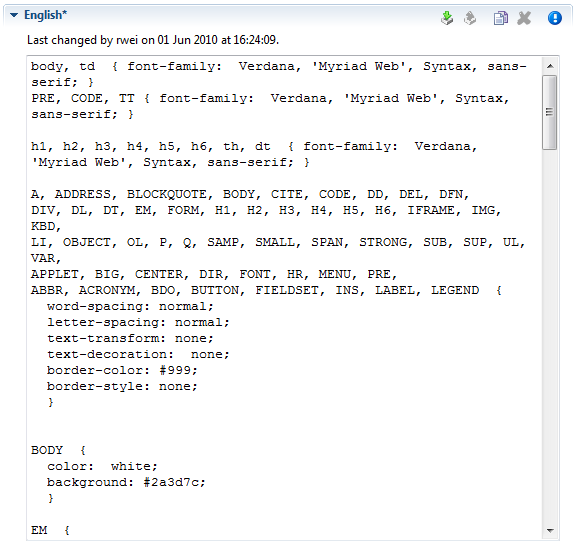 English*
Last changed by rwei on 01 Jun 2010 at 16:24:09.
body, td  { font-family:  Verdana, 'Myriad Web', Syntax, sans-
serif; }
PRE, CODE, TT { font-family:  Verdana, 'Myriad Web', Syntax,
sans-serif; }
h1, h2, h3, h4, h5, h6, th, dt  { font-family:  Verdana,
'Myriad Web', Syntax, sans-serif; }
A, ADDRESS, BLOCKQUOTE, BODY, CITE, CODE, DD, DEL, DFN,
DIV, DL, DT, EM, FORM, H1, H2, H3, H4, H5, H6, IFRAME, IMG,
KBD,
LI, OBJECT, OL, P, Q, SAMP, SMALL, SPAN, STRONG, SUB, SUP, UL,
VAR,
APPLET, BIG, CENTER, DIR, FONT, HR, MENU, PRE,
ABBR, ACRONYM, BDO, BUTTON, FIELDSET, INS, LABEL, LEGEND  {
  word-spacing: normal;
  letter-spacing: normal;
  text-transform: none;
  text-decoration:  none;
  border-color: #999;
  border-style: none;
  }
BODY  {
  color:  white;
  background: #2a3d7c;
  }
EM  {